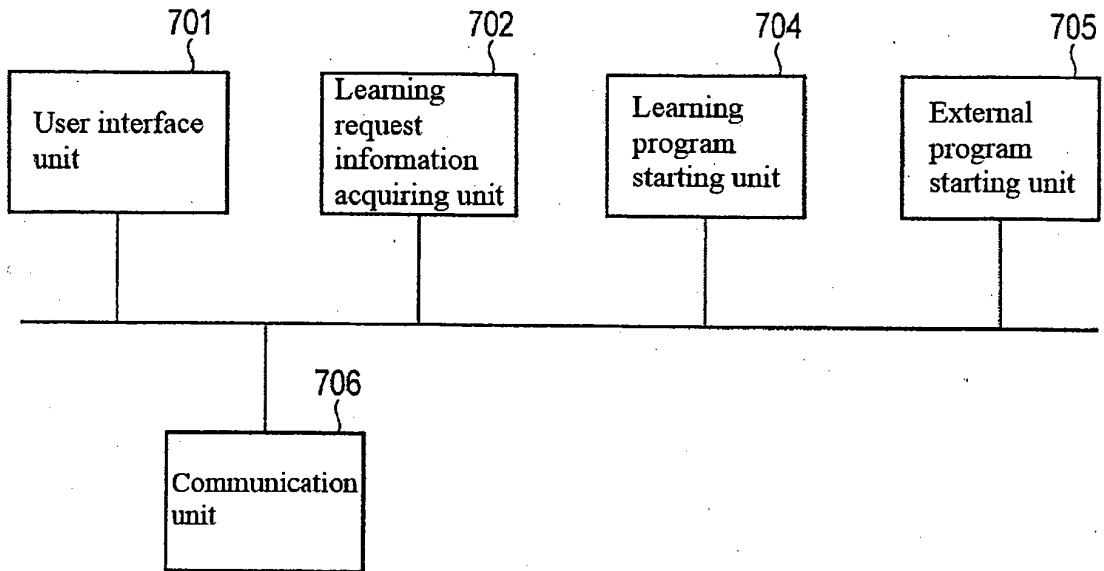 701
702
704
705
User interface
unit
Learning
request
information
acquiring unit
Learning
program
starting unit
External
program
starting unit
706
Communication
unit